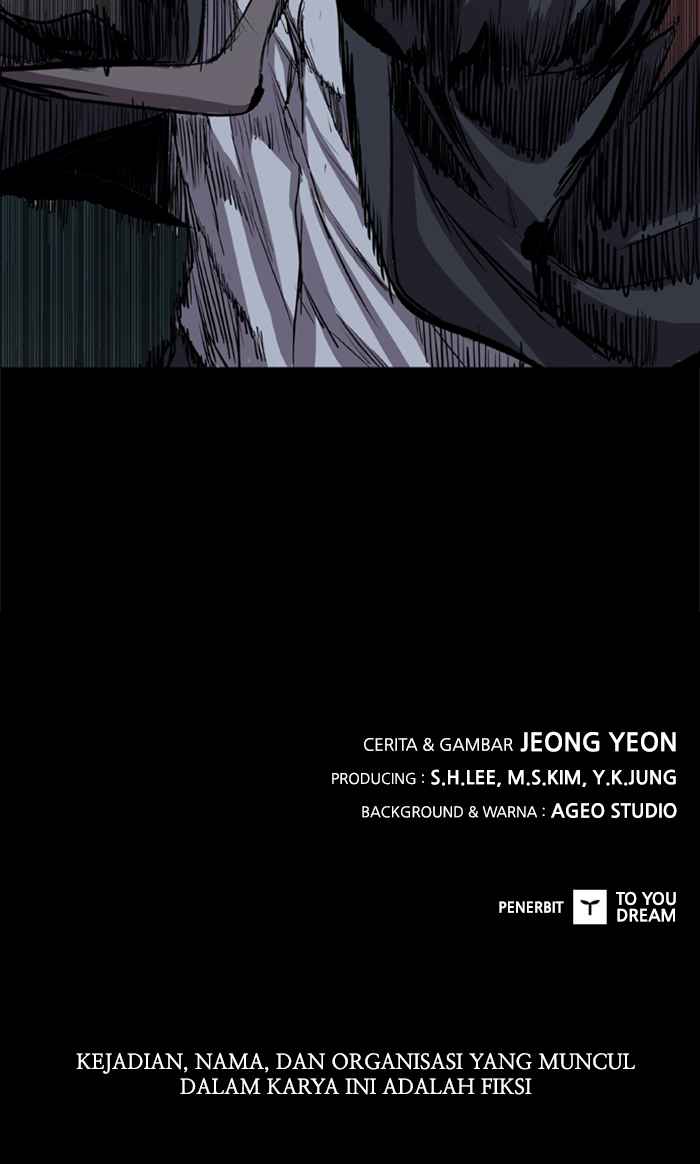 CERITA & GAMBAR JEONG YEON
PRODUCING : S.H.LEE, M.S.KIM, Y.K.JUNG
BACKGROUND & WARNA : AGEO STUDIO
PENERBIT TO YOU
DREAM
KEJADIAN, NAMA, DAN ORGANISASI YANG MUNCUL
DALAM KARYA INI ADALAH FIKSI